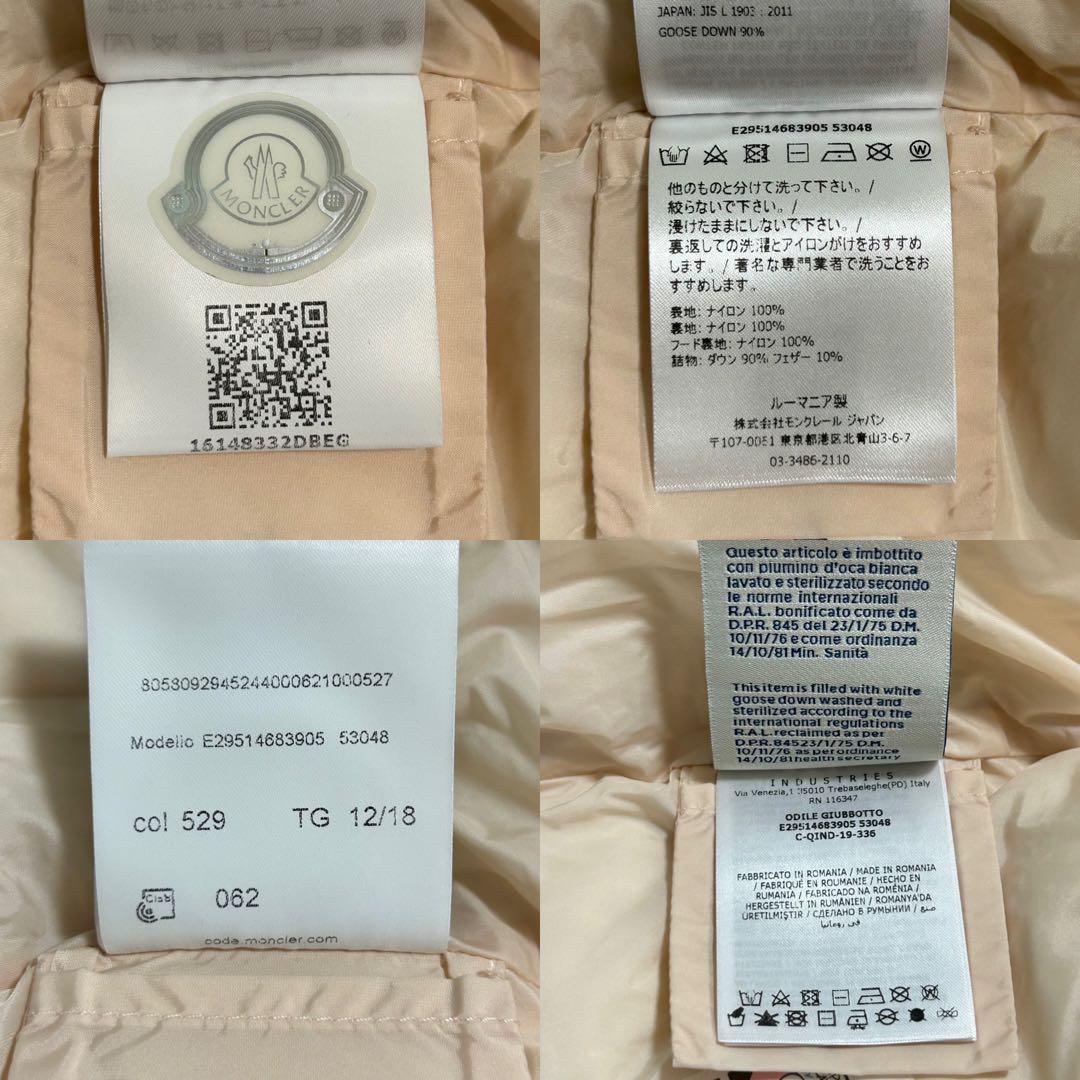 MONCLER
16148332DBEG
JAPAN: JIS L 1903 : 2011
GOOSE DOWN 90%
E29514683905 53048
他のものと分けて洗って下さい。/
絞らないで下さい。/
浸けたままにしないで下さい。/
裏返しての洗濯とアイロンがけをおすすめ
します。/ 著名な専門業者で洗うことをお
すすめします。
表地: ナイロン 100%
裏地: ナイロン 100%
フード裏地: ナイロン 100%
詰物: ダウン 90% フェザー 10%
ルーマニア製
株式会社モンクレール ジャパン
〒107-0061 東京都港区北青山3-6-7
03-3486-2110
8058092945244000621000527
Modello E29514683905 53048
col 529 TG 12/18
062
code.moncler.com
Questo articolo è imbottito
con piumino d'oca bianca
lavato e sterilizzato secondo
le norme internazionali
R.A.L. bonificato come da
D.P.R. 845 del 23/1/75 D.M.
10/11/76 e come ordinanza
14/10/81 Min. Sanità
This item is filled with white
goose down washed and
sterilized according to the
international regulations
R.A.L. reclaimed as per
D.P.R. 84523/1/75 D.M.
10/11/76 as per ordinance
14/10/81 health secretary
INDUSTRIES
Via Venezia,1 35010 Trebaseleghe(PD) Italy
RN 116347
ODILE GIUBBOTTO
E29514683905 53048
C-QIND-19-336
FABBRICATO IN ROMANIA / MADE IN ROMANIA
/ FABRIQUÉ EN ROUMANIE / HECHO EN
RUMANIA / FABRICADO NA ROMÉNIA /
HERGESTELLT IN RUMÄNIEN / ROMANYA'DA
ÜRETILMIŞTIR / СДЕЛАНО В РУМЫНИИ / صنع
في رومانيا